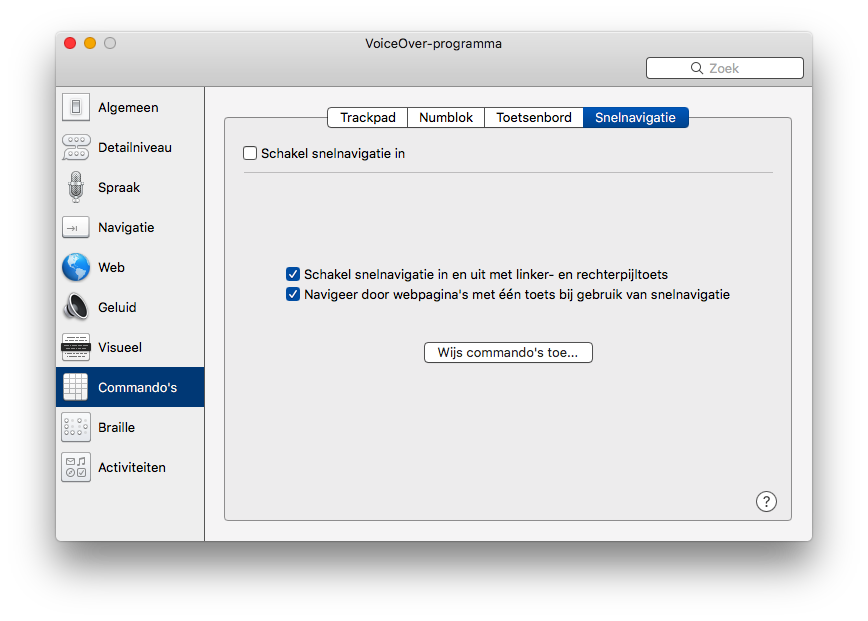 VoiceOver-programma
Zoek
Algemeen
Detailniveau
Spraak
Navigatie
Web
Geluid
Visueel
Commando's
Braille
Activiteiten
Trackpad Numblok Toetsenbord Snelnavigatie
Schakel snelnavigatie in
Schakel snelnavigatie in en uit met linker- en rechterpijltoets
Navigeer door webpagina's met één toets bij gebruik van snelnavigatie
Wijs commando's toe...
?